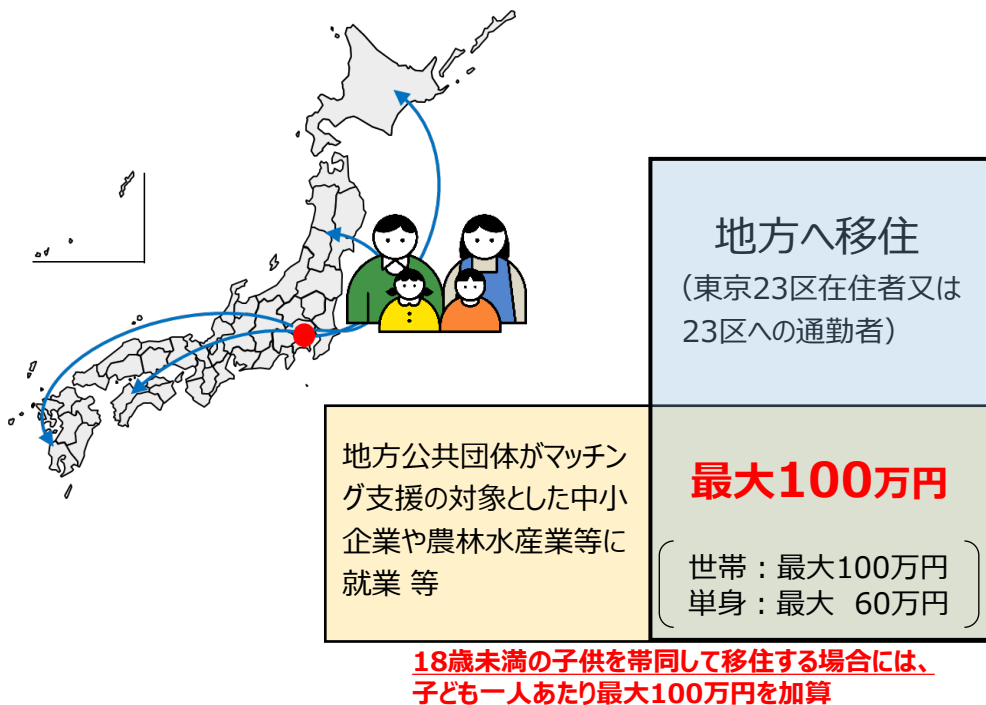 地方へ移住
（東京23区在住者又は
23区への通勤者）
地方公共団体がマッチン
グ支援の対象とした中小
企業や農林水産業等に
就業 等
最大100万円
世帯：最大100万円
単身：最大 60万円
18歳未満の子供を帯同して移住する場合には、
子ども一人あたり最大100万円を加算